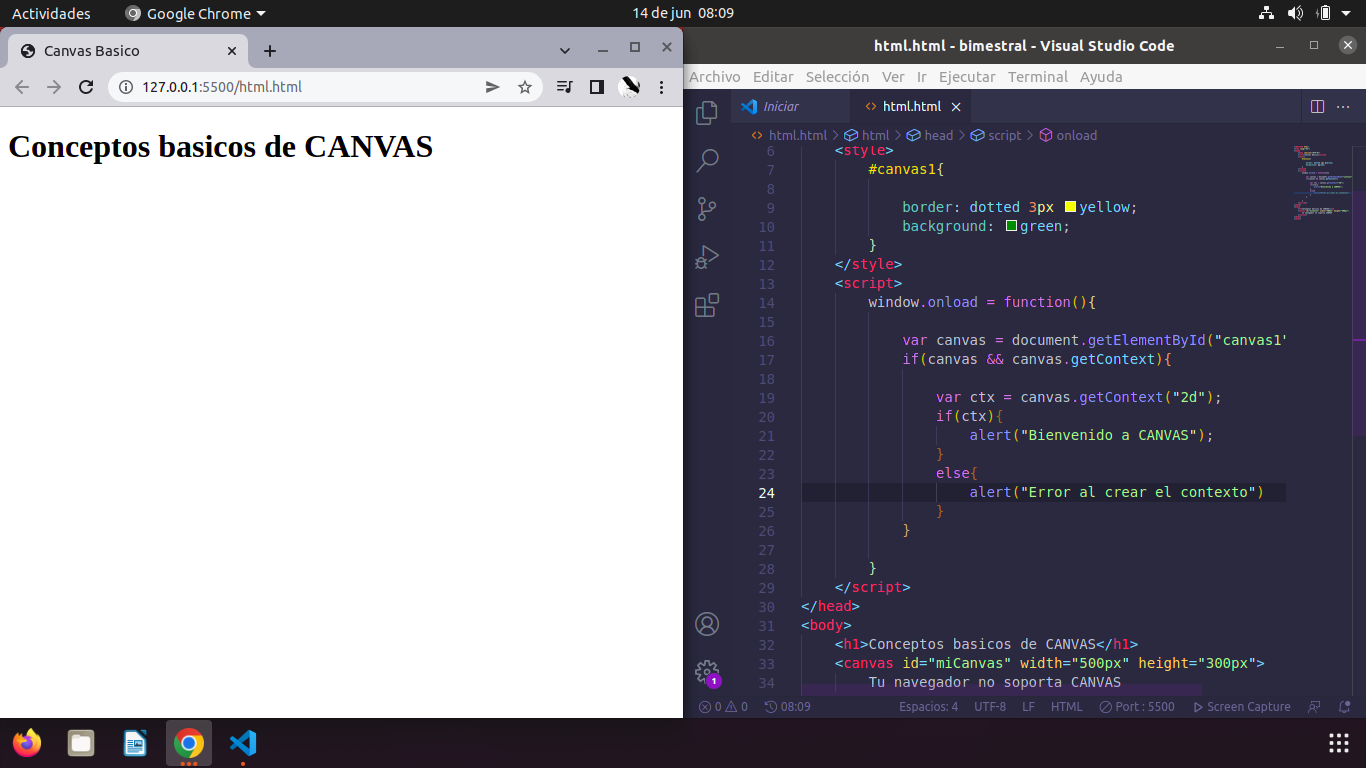 Actividades
Google Chrome
14 de jun 08:09
Canvas Basico
127.0.0.1:5500/html.html
Conceptos basicos de CANVAS
html.html - bimestral - Visual Studio Code
Archivo Editar Selección Ver Ir Ejecutar Terminal Ayuda
Iniciar
html.html
html.html > html > head > script > onload
6 <style>
7 #canvas1{
8
9 border: dotted 3px yellow;
10 background: green;
11 }
12 </style>
13 <script>
14 window.onload = function(){
15
16 var canvas = document.getElementById("canvas1"
17 if(canvas && canvas.getContext){
18
19 var ctx = canvas.getContext("2d");
20 if(ctx){
21 alert("Bienvenido a CANVAS");
22 }
23 else{
24 alert("Error al crear el contexto")
25 }
26 }
27
28 }
29 </script>
30 </head>
31 <body>
32 <h1>Conceptos basicos de CANVAS</h1>
33 <canvas id="miCanvas" width="500px" height="300px">
34 Tu navegador no soporta CANVAS
1
0 0 08:09 Espacios: 4 UTF-8 LF HTML Port : 5500 Screen Capture